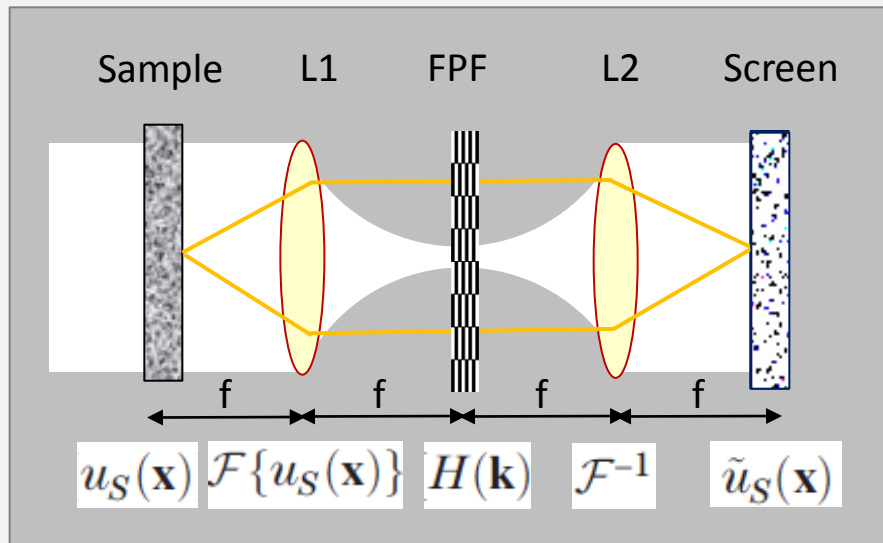 Sample L1 FPF L2 Screen
f f f f
u_S(𝐱) ℱ{u_S(𝐱)} H(𝐤) ℱ⁻¹ ũ_S(𝐱)